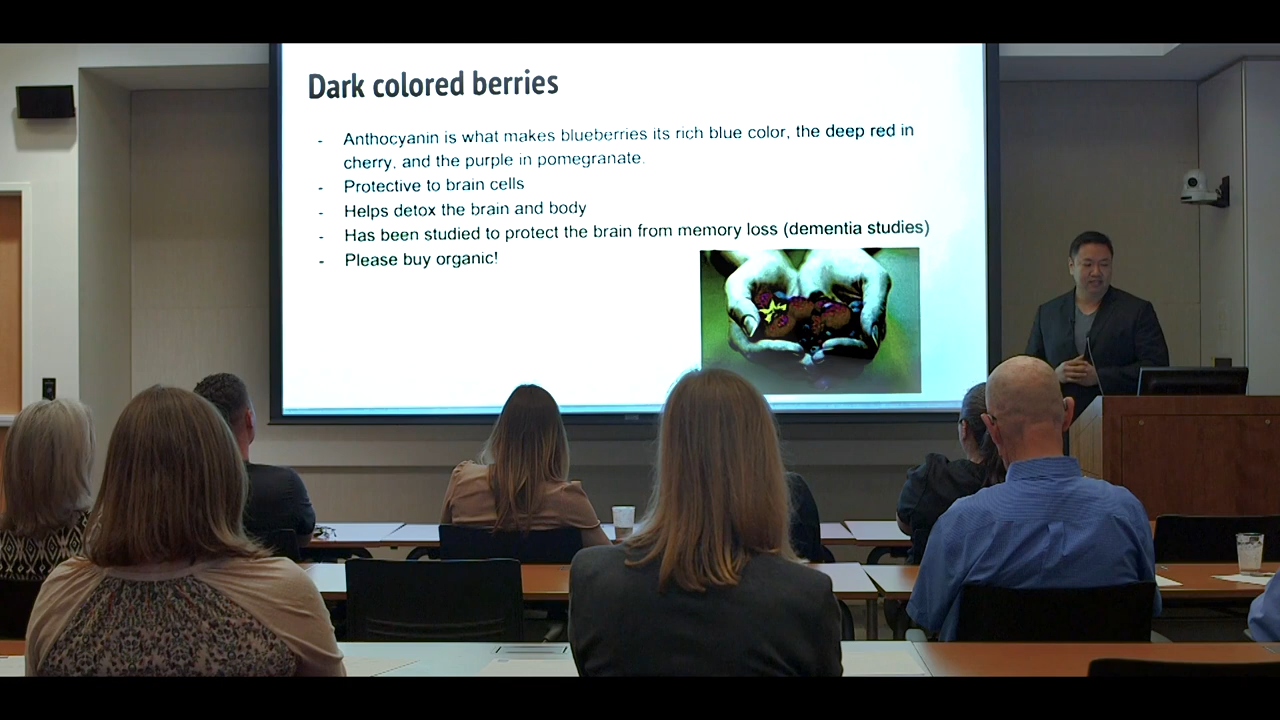 Dark colored berries
- Anthocyanin is what makes blueberries its rich blue color, the deep red in
cherry, and the purple in pomegranate.
- Protective to brain cells
- Helps detox the brain and body
- Has been studied to protect the brain from memory loss (dementia studies)
- Please buy organic!